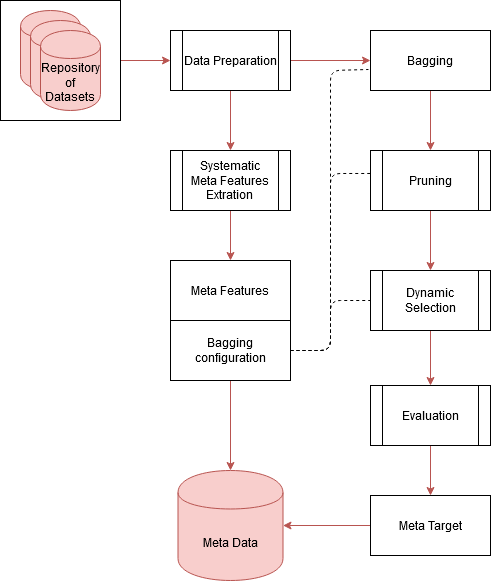 Repository
of
Datasets
Data Preparation
Bagging
Systematic
Meta Features
Extration
Pruning
Meta Features
Dynamic
Selection
Bagging
configuration
Evaluation
Meta Data
Meta Target